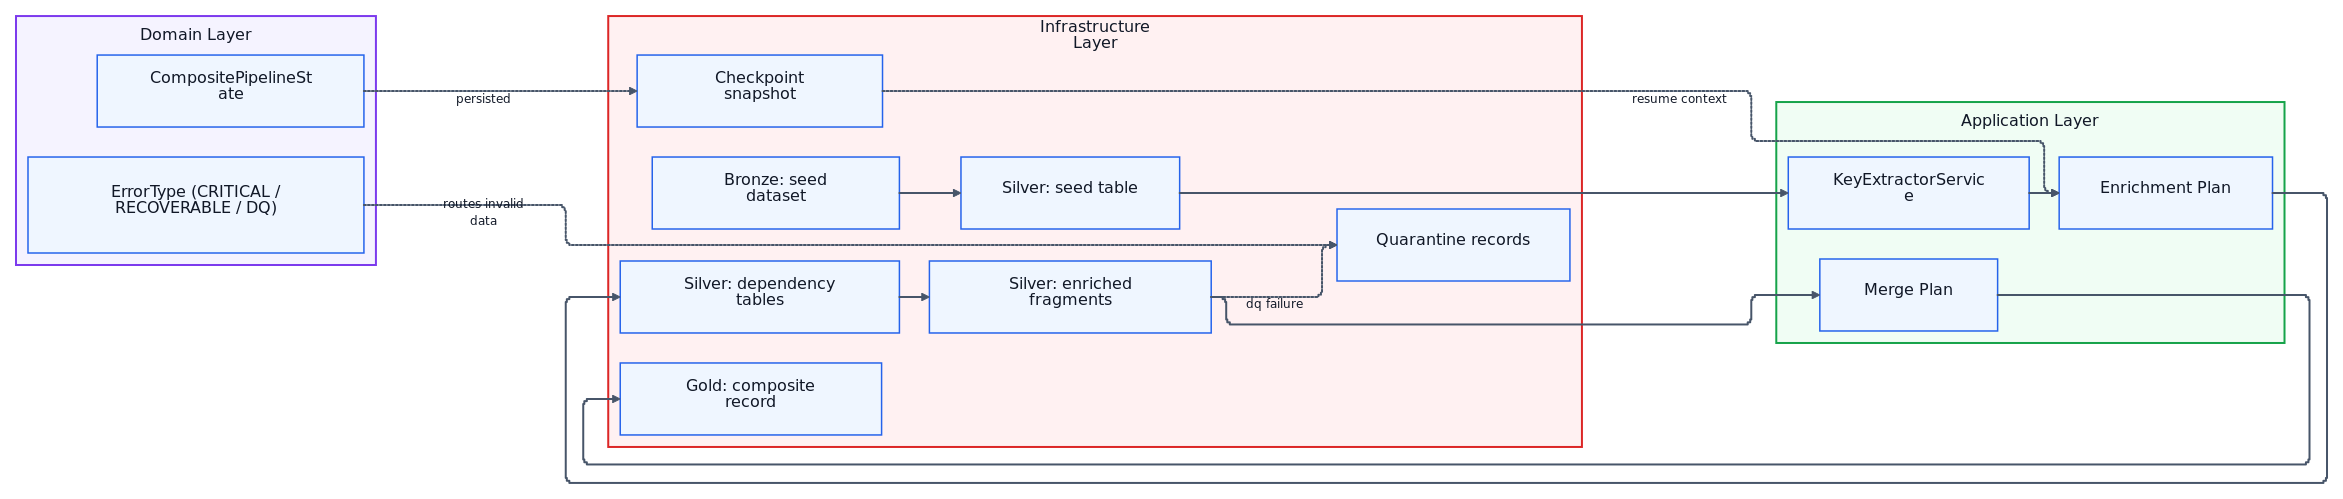 Domain Layer
CompositePipelineSt
ate
ErrorType (CRITICAL /
RECOVERABLE / DQ)
persisted
routes invalid
data
Infrastructure
Layer
Checkpoint
snapshot
Bronze: seed
dataset
Silver: seed table
Quarantine records
Silver: dependency
tables
Silver: enriched
fragments
dq failure
Gold: composite
record
resume context
Application Layer
KeyExtractorServic
e
Enrichment Plan
Merge Plan